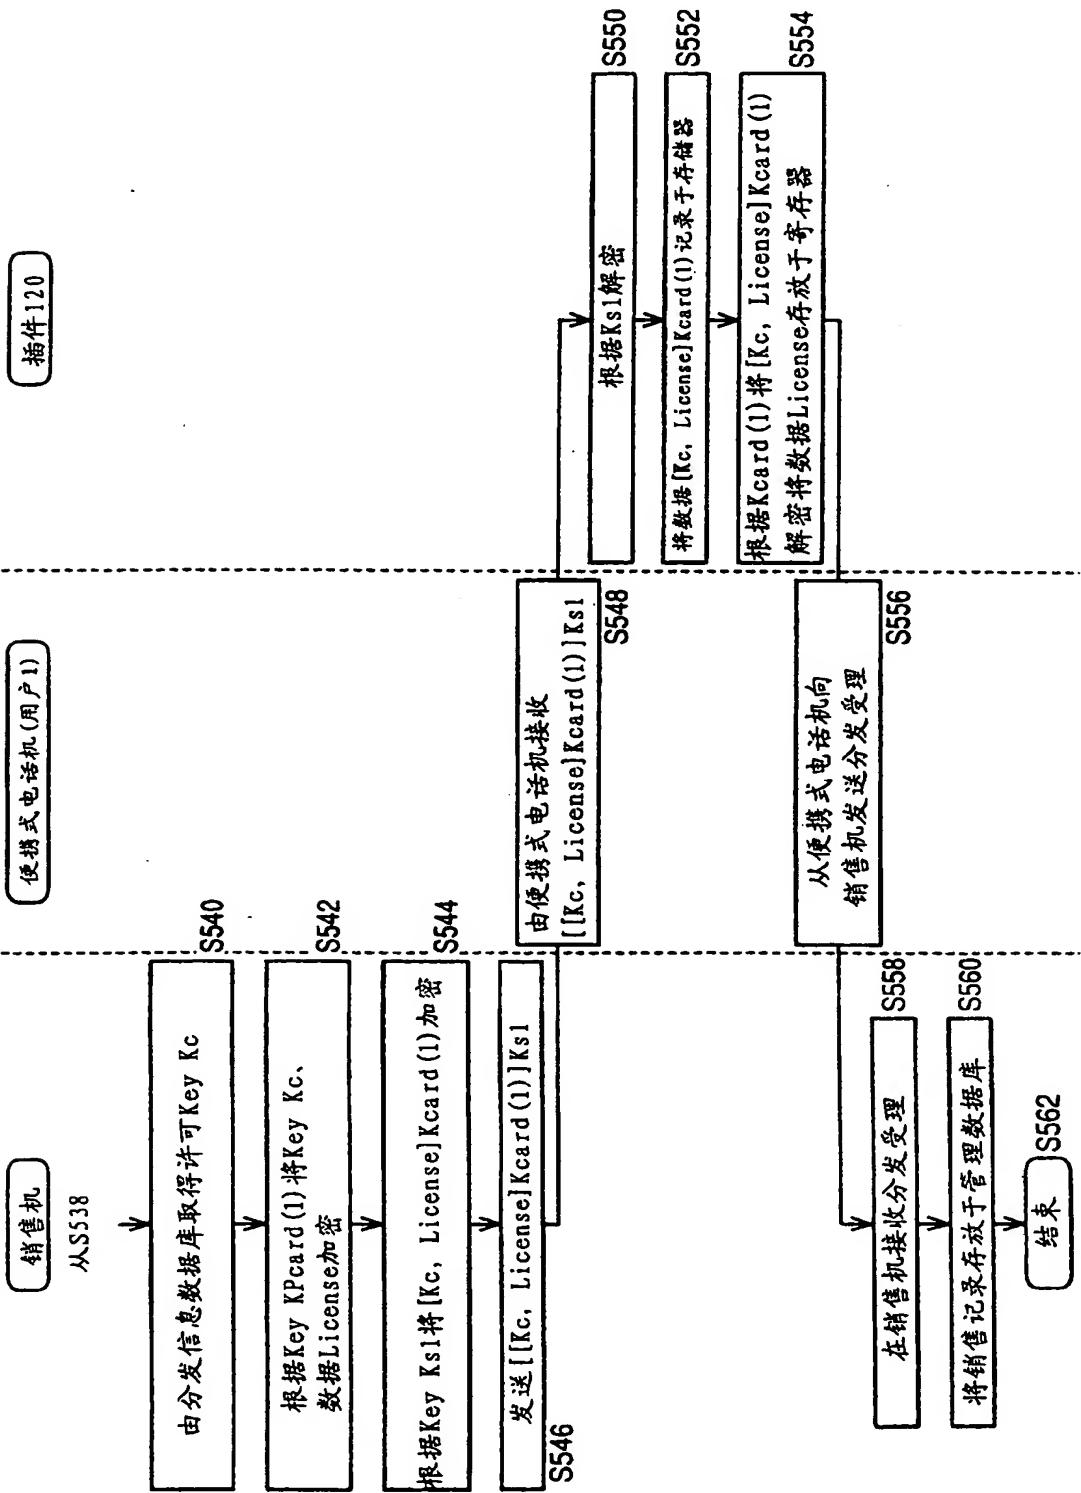 销售机
便携式电话机(用户1)
插件120
从S538
由分发信息数据库取得许可Key Kc
S540
根据Key KPcard(1)将Key Kc、
数据License加密
S542
根据Key Ks1将[Kc, License]Kcard(1)加密
S544
发送[[Kc, License]Kcard(1)]Ks1
S546
由便携式电话机接收
[[Kc, License]Kcard(1)]Ks1
S548
根据Ks1解密
S550
将数据[Kc, License]Kcard(1)记录于存储器
S552
根据Kcard(1)将[Kc, License]Kcard(1)
解密将数据License存放于寄存器
S554
从便携式电话机向
销售机发送分发受理
S556
在销售机接收分发受理
S558
将销售记录存放于管理数据库
S560
结束
S562